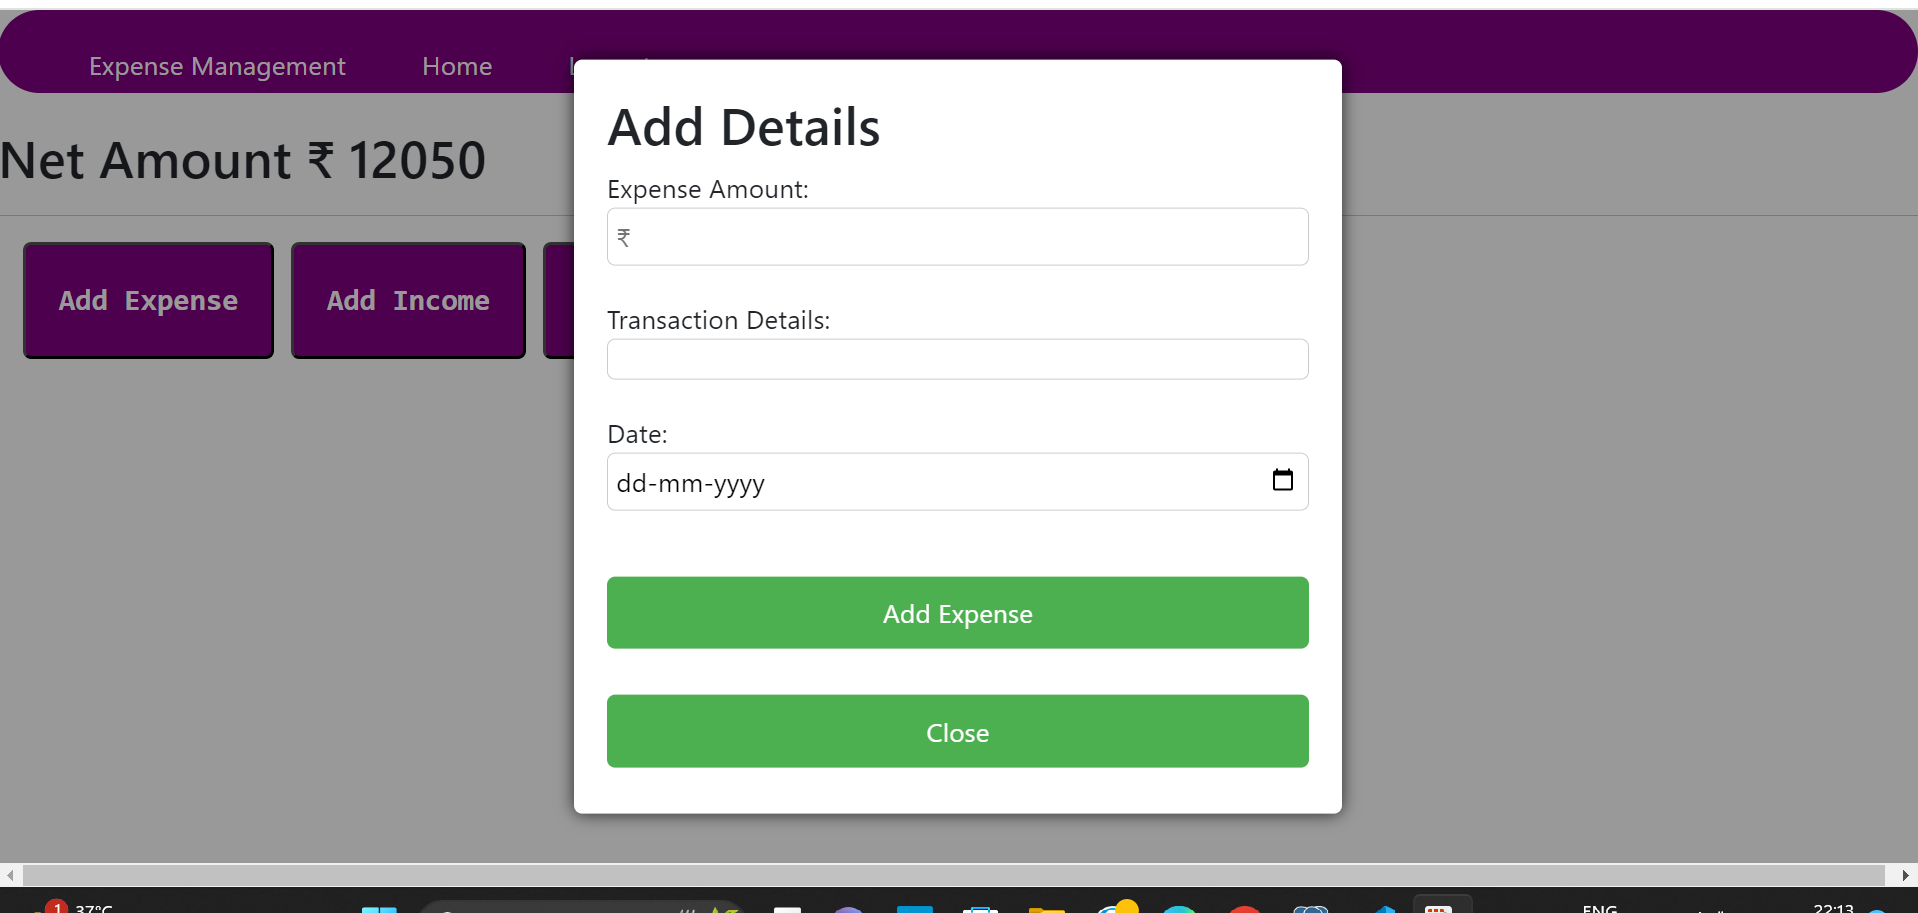 Expense Management Home
Net Amount ₹ 12050
Add Expense
Add Income
Add Details
Expense Amount:
₹
Transaction Details:
Date:
dd-mm-yyyy
Add Expense
Close
1
37°C
ENG
22:13